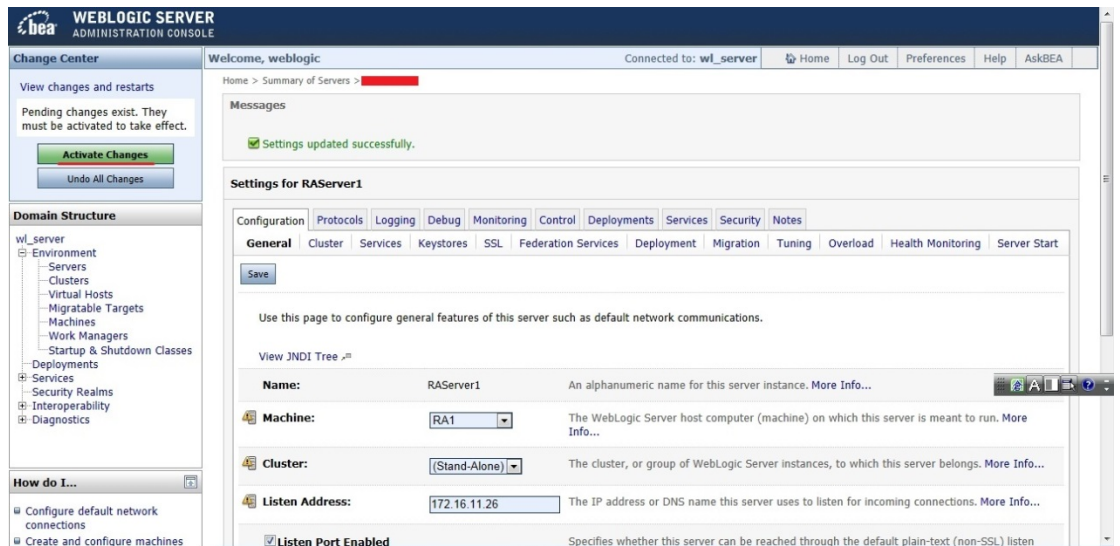 bea
WEBLOGIC SERVER
ADMINISTRATION CONSOLE
Change Center
View changes and restarts
Pending changes exist. They
must be activated to take effect.
Activate Changes
Undo All Changes
Domain Structure
wl_server
Environment
Servers
Clusters
Virtual Hosts
Migratable Targets
Machines
Work Managers
Startup & Shutdown Classes
Deployments
Services
Security Realms
Interoperability
Diagnostics
How do I...
Configure default network
connections
Create and configure machines
Welcome, weblogic Connected to: wl_server Home Log Out Preferences Help AskBEA
Home > Summary of Servers >
Messages
Settings updated successfully.
Settings for RAServer1
Configuration Protocols Logging Debug Monitoring Control Deployments Services Security Notes
General Cluster Services Keystores SSL Federation Services Deployment Migration Tuning Overload Health Monitoring Server Start
Save
Use this page to configure general features of this server such as default network communications.
View JNDI Tree
Name: RAServer1 An alphanumeric name for this server instance. More Info...
Machine: RA1 The WebLogic Server host computer (machine) on which this server is meant to run. More
Info...
Cluster: (Stand-Alone) The cluster, or group of WebLogic Server instances, to which this server belongs. More Info...
Listen Address: 172.16.11.26 The IP address or DNS name this server uses to listen for incoming connections. More Info...
Listen Port Enabled Specifies whether this server can be reached through the default plain-text (non-SSL) listen